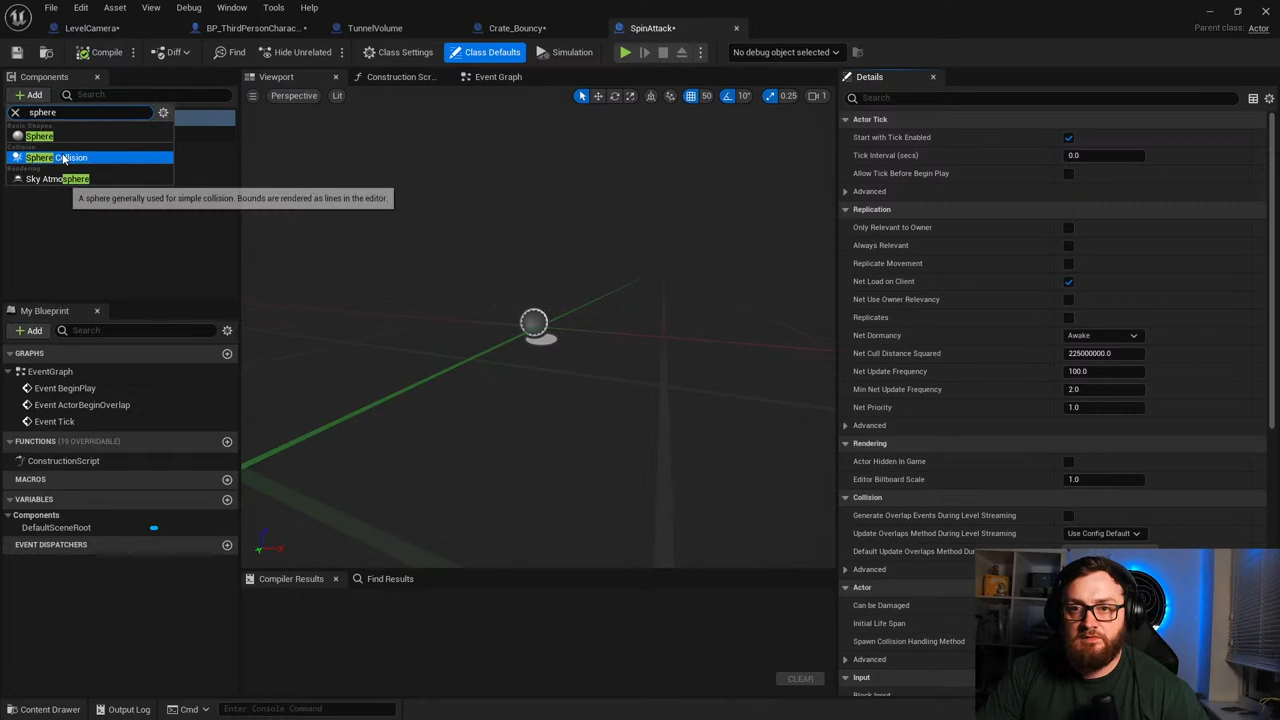 File Edit Asset View Debug Window Tools Help
LevelCamera* BP_ThirdPersonCharac...* TunnelVolume Crate_Bouncy* SpinAttack* Parent class: Actor
Compile Diff Find Hide Unrelated Class Settings Class Defaults Simulation No debug object selected
Components
Add Search
sphere
Basic Shapes
Sphere
Collision
Sphere Collision
Rendering
Sky Atmosphere
A sphere generally used for simple collision. Bounds are rendered as lines in the editor.
My Blueprint
Add Search
GRAPHS
EventGraph
Event BeginPlay
Event ActorBeginOverlap
Event Tick
FUNCTIONS (19 OVERRIDABLE)
ConstructionScript
MACROS
VARIABLES
Components
DefaultSceneRoot
EVENT DISPATCHERS
Viewport Construction Scr... Event Graph
Perspective Lit 50 10° 0.25 1
Compiler Results Find Results
CLEAR
Details
Search
Actor Tick
Start with Tick Enabled
Tick Interval (secs) 0.0
Allow Tick Before Begin Play
Advanced
Replication
Only Relevant to Owner
Always Relevant
Replicate Movement
Net Load on Client
Net Use Owner Relevancy
Replicates
Net Dormancy Awake
Net Cull Distance Squared 225000000.0
Net Update Frequency 100.0
Min Net Update Frequency 2.0
Net Priority 1.0
Advanced
Rendering
Actor Hidden In Game
Editor Billboard Scale 1.0
Collision
Generate Overlap Events During Level Streaming
Update Overlaps Method During Level Streaming Use Config Default
Default Update Overlaps Method Du
Advanced
Actor
Can be Damaged
Initial Life Span
Spawn Collision Handling Method
Advanced
Input
Content Drawer Output Log Cmd Enter Console Command